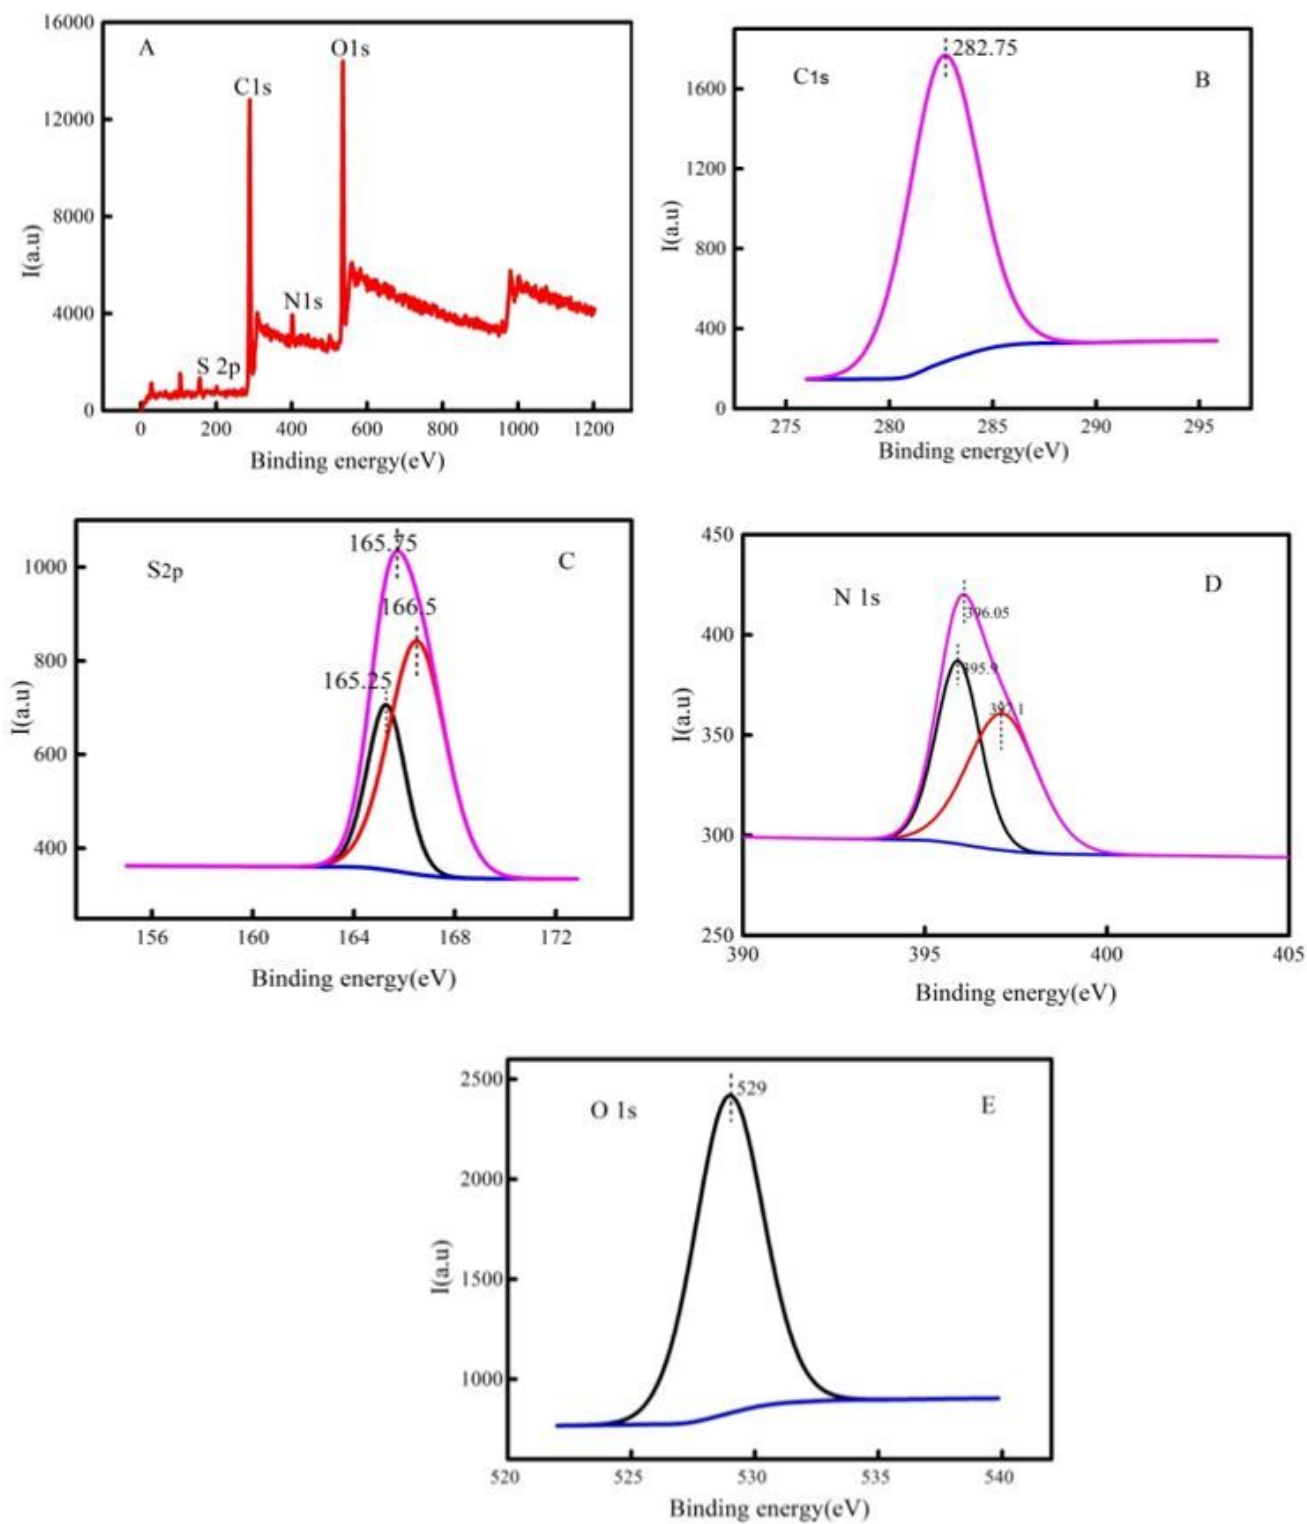 16000
A
O1s
C1s
12000
8000
I(a.u)
N1s
4000
S 2p
0
0 200 400 600 800 1000 1200
Binding energy(eV)
282.75
C1s
B
1600
1200
I(a.u)
800
400
0
275 280 285 290 295
Binding energy(eV)
165.75
S2p
C
1000
166.5
800
165.25
I(a.u)
600
400
156 160 164 168 172
Binding energy(eV)
450
N 1s
D
396.05
400
395.9
397.1
I(a.u)
350
300
250
390 395 400 405
Binding energy(eV)
2500
529
O 1s
E
2000
I(a.u)
1500
1000
520 525 530 535 540
Binding energy(eV)